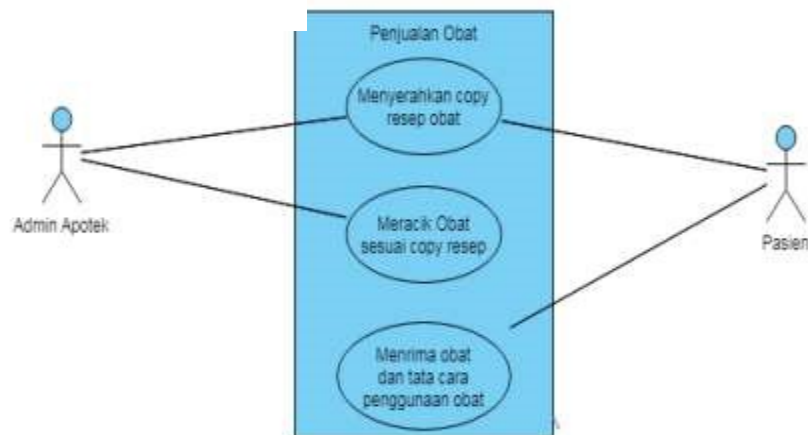 Penjualan Obat
Menyerahkan copy
resep obat
Admin Apotek
Meracik Obat
sesuai copy resep
Pasien
Menrima obat
dan tata cara
penggunaan obat